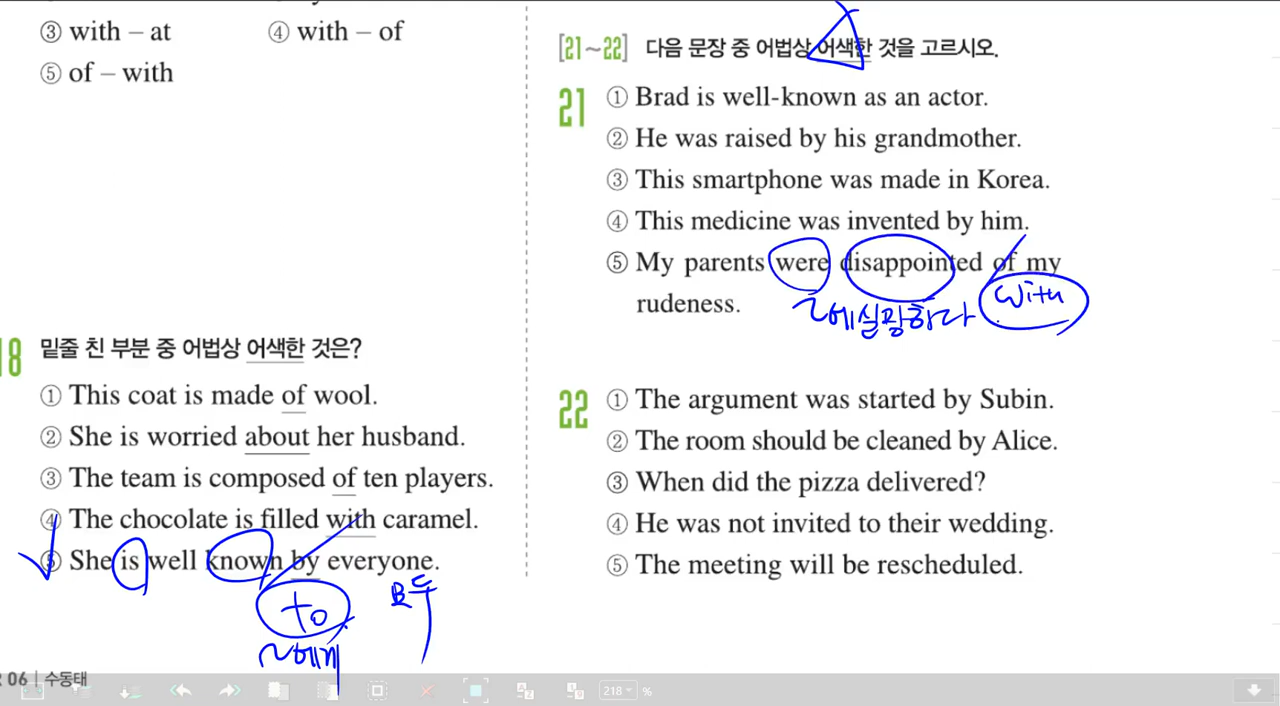 ③ with – at ④ with – of
⑤ of – with
18 밑줄 친 부분 중 어법상 어색한 것은?
① This coat is made of wool.
② She is worried about her husband.
③ The team is composed of ten players.
④ The chocolate is filled with caramel.
⑤ She is well known by everyone.
to
~에게
모두
06 | 수동태
[21~22] 다음 문장 중 어법상 어색한 것을 고르시오.
21 ① Brad is well-known as an actor.
② He was raised by his grandmother.
③ This smartphone was made in Korea.
④ This medicine was invented by him.
⑤ My parents were disappointed of my
rudeness.
~에 실망하다
with
22 ① The argument was started by Subin.
② The room should be cleaned by Alice.
③ When did the pizza delivered?
④ He was not invited to their wedding.
⑤ The meeting will be rescheduled.
218 %